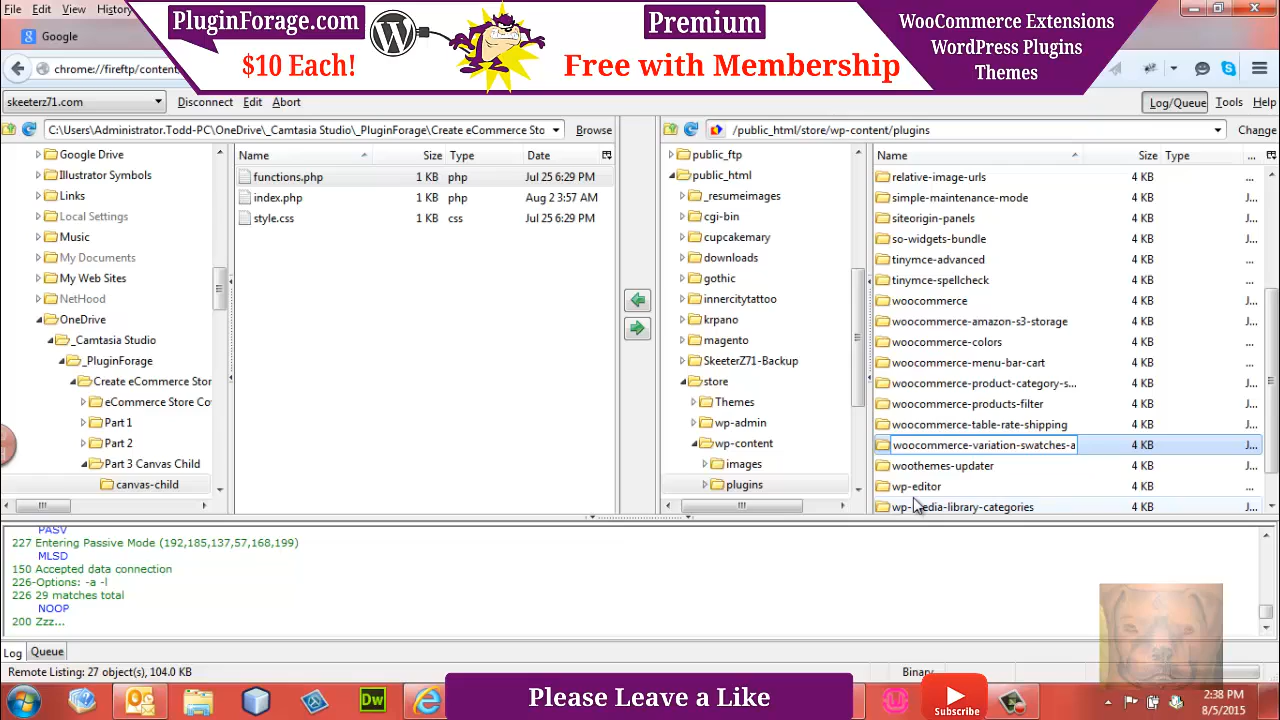 File Edit View History
PluginForage.com
$10 Each!
Premium
Free with Membership
WooCommerce Extensions
WordPress Plugins
Themes
Google
chrome://fireftp/content
skeeterz71.com
Disconnect Edit Abort
Log/Queue Tools Help
C:\Users\Administrator.Todd-PC\OneDrive\_Camtasia Studio\_PluginForage\Create eCommerce Sto
Browse
/public_html/store/wp-content/plugins
Change
Google Drive
Illustrator Symbols
Links
Local Settings
Music
My Documents
My Web Sites
NetHood
OneDrive
_Camtasia Studio
_PluginForage
Create eCommerce Stor
eCommerce Store Co
Part 1
Part 2
Part 3 Canvas Child
canvas-child
Name Size Type Date
functions.php 1 KB php Jul 25 6:29 PM
index.php 1 KB php Aug 2 3:57 AM
style.css 1 KB css Jul 25 6:29 PM
public_ftp
public_html
_resumeimages
cgi-bin
cupcakemary
downloads
gothic
innercitytattoo
krpano
magento
SkeeterZ71-Backup
store
Themes
wp-admin
wp-content
images
plugins
Name Size Type ...
relative-image-urls 4 KB ...
simple-maintenance-mode 4 KB J...
siteorigin-panels 4 KB J...
so-widgets-bundle 4 KB ...
tinymce-advanced 4 KB ...
tinymce-spellcheck 4 KB J...
woocommerce 4 KB ...
woocommerce-amazon-s3-storage 4 KB J...
woocommerce-colors 4 KB ...
woocommerce-menu-bar-cart 4 KB ...
woocommerce-product-category-s... 4 KB J...
woocommerce-products-filter 4 KB J...
woocommerce-table-rate-shipping 4 KB J...
woocommerce-variation-swatches-a 4 KB J...
woothemes-updater 4 KB J...
wp-editor 4 KB ...
wp-media-library-categories 4 KB J...
PASV
227 Entering Passive Mode (192,185,137,57,168,199)
MLSD
150 Accepted data connection
226-Options: -a -l
226 29 matches total
NOOP
200 Zzz...
Log Queue
Remote Listing: 27 object(s), 104.0 KB
Binary
Dw
Please Leave a Like
Subscribe
2:38 PM
8/5/2015